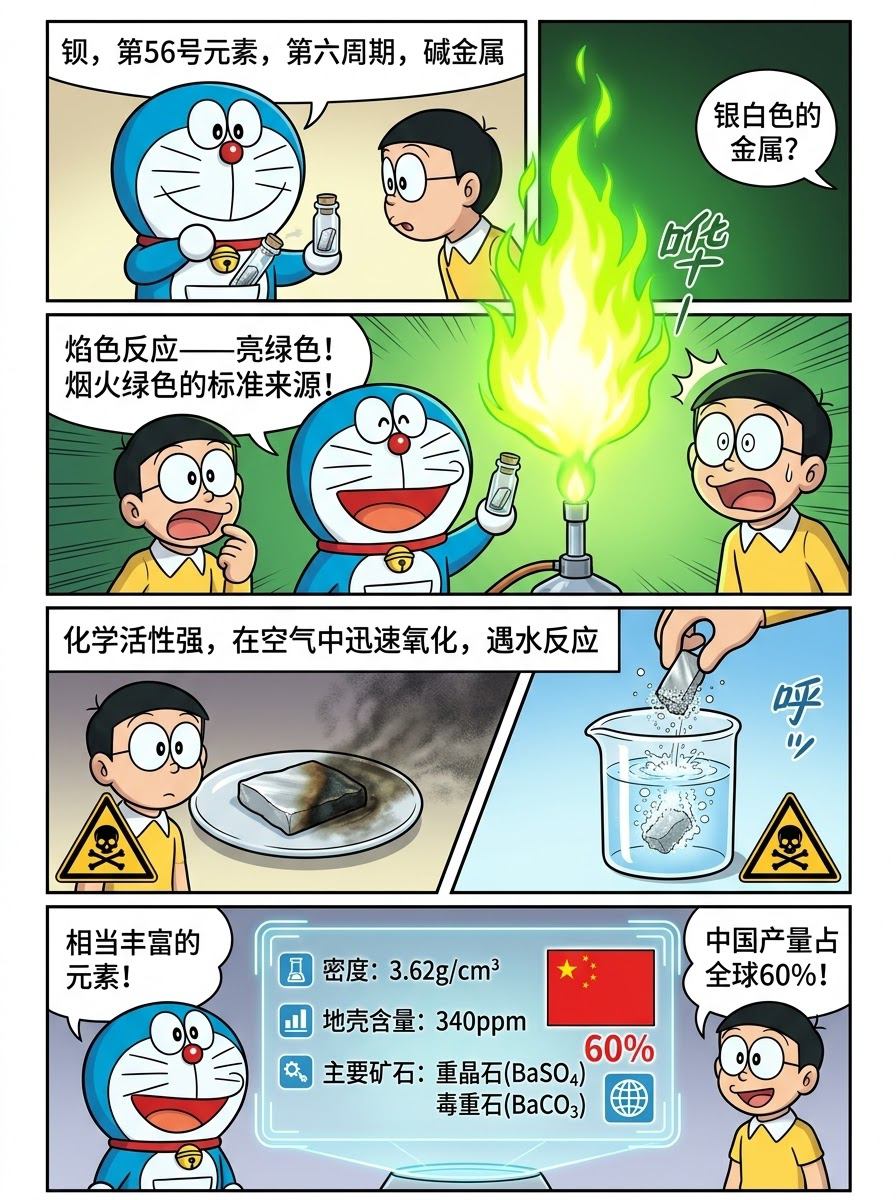 钡，第56号元素，第六周期，碱金属
银白色的
金属？
哗
焰色反应——亮绿色！
烟火绿色的标准来源！
化学活性强，在空气中迅速氧化，遇水反应
呼
相当丰富的
元素！
密度：3.62g/cm³
地壳含量：340ppm
主要矿石：重晶石(BaSO₄)
毒重石(BaCO₃)
60%
中国产量占
全球60%！